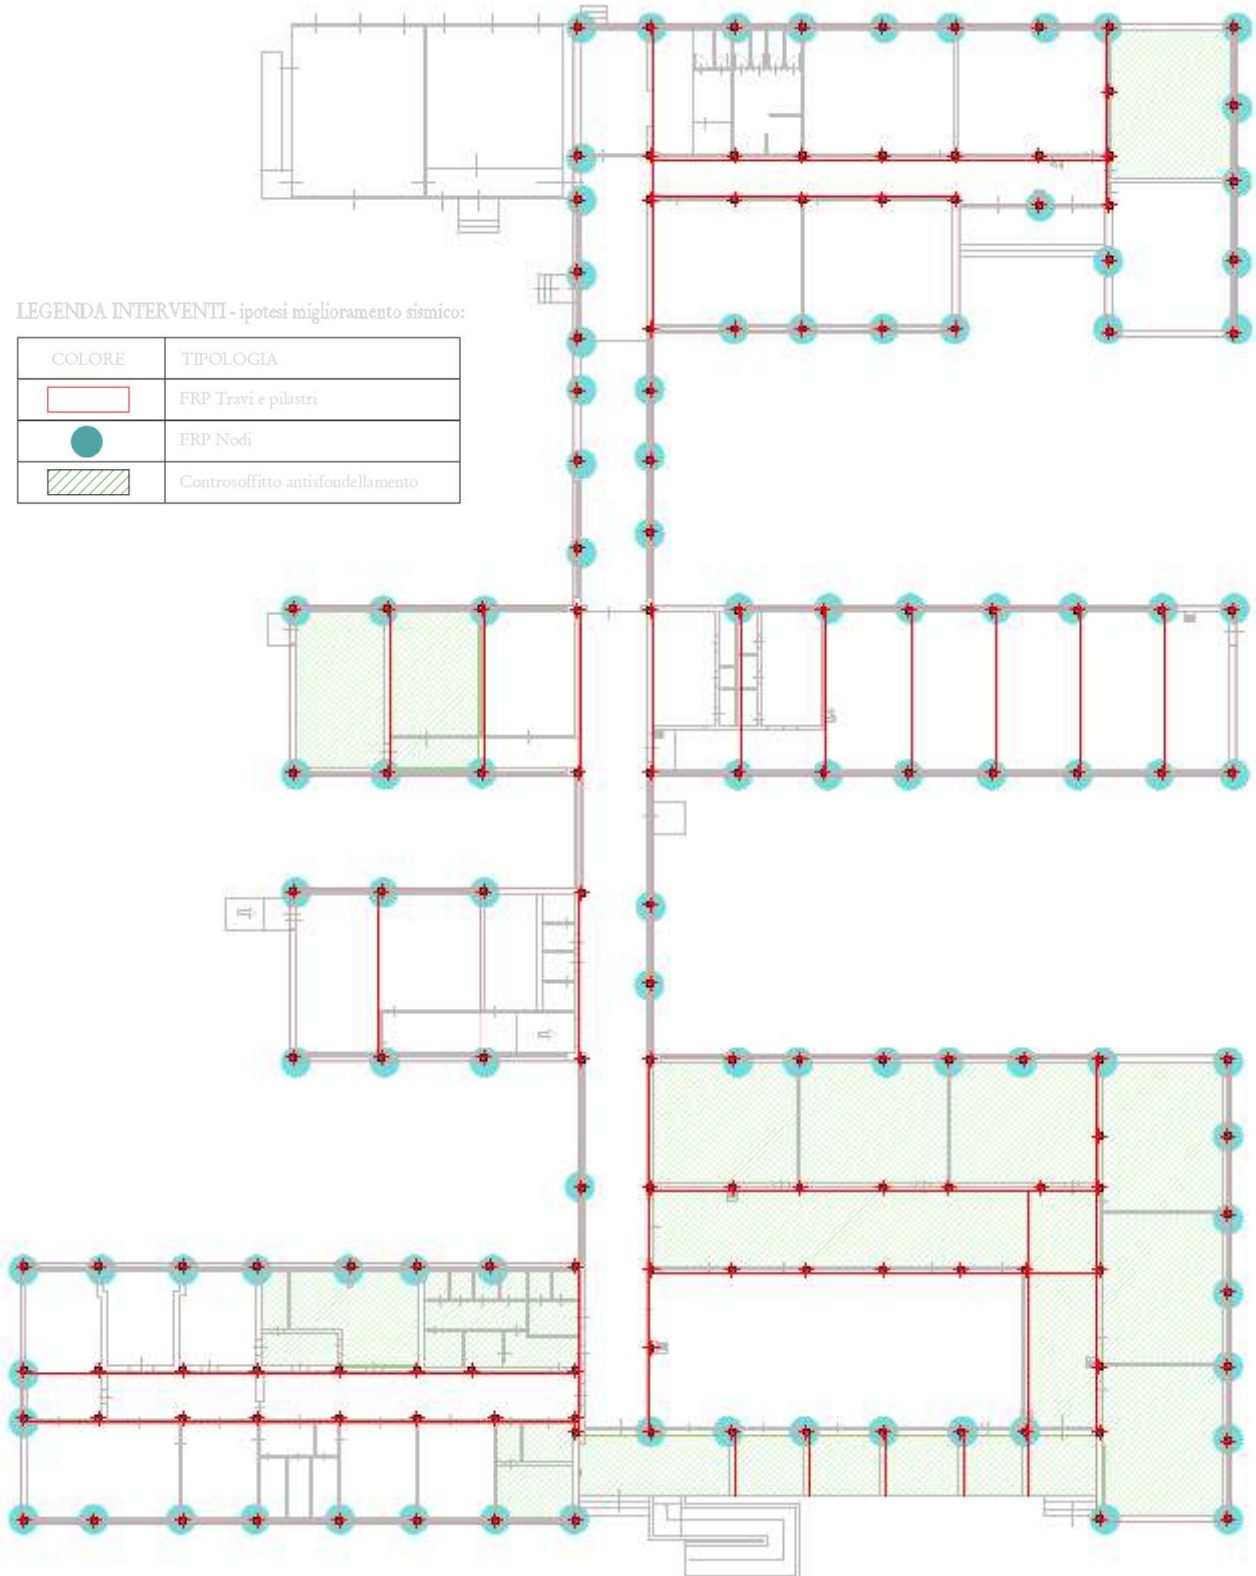 LEGENDA INTERVENTI - ipotesi miglioramento sismico:
COLORE TIPOLOGIA
FRP Travi e pilastri
FRP Nodi
Controsoffitto antisfondellamento